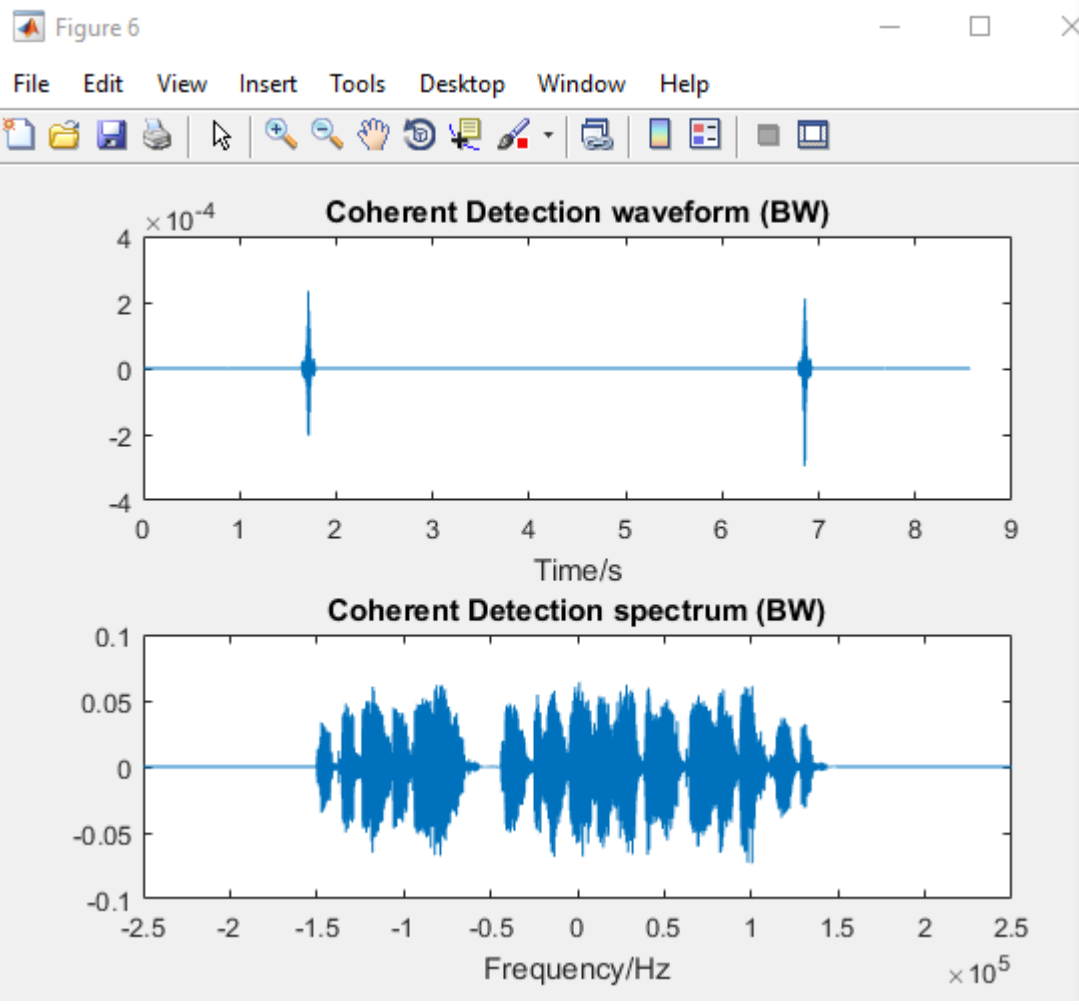 Figure 6
File Edit View Insert Tools Desktop Window Help
×10-4
Coherent Detection waveform (BW)
4
2
0
-2
-4
0 1 2 3 4 5 6 7 8 9
Time/s
Coherent Detection spectrum (BW)
0.1
0.05
0
-0.05
-0.1
-2.5 -2 -1.5 -1 -0.5 0 0.5 1 1.5 2 2.5
Frequency/Hz
×105